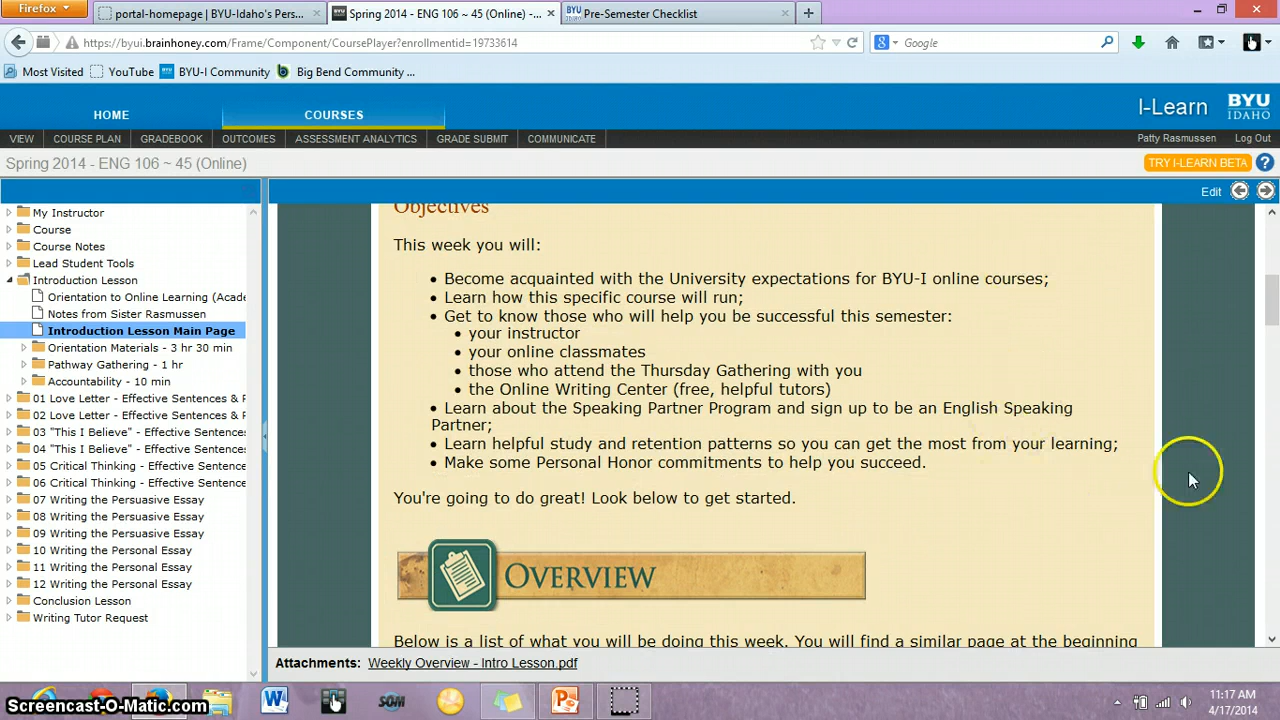 Firefox
portal-homepage | BYU-Idaho's Pers...
Spring 2014 - ENG 106 ~ 45 (Online) -...
Pre-Semester Checklist
https://byui.brainhoney.com/Frame/Component/CoursePlayer?enrollmentid=19733614
Google
Most Visited
YouTube
BYU-I Community
Big Bend Community ...
HOME
COURSES
I-Learn
BYU
IDAHO
VIEW
COURSE PLAN
GRADEBOOK
OUTCOMES
ASSESSMENT ANALYTICS
GRADE SUBMIT
COMMUNICATE
Patty Rasmussen
Log Out
Spring 2014 - ENG 106 ~ 45 (Online)
TRY I-LEARN BETA
?
Edit
My Instructor
Course
Course Notes
Lead Student Tools
Introduction Lesson
Orientation to Online Learning (Acade
Notes from Sister Rasmussen
Introduction Lesson Main Page
Orientation Materials - 3 hr 30 min
Pathway Gathering - 1 hr
Accountability - 10 min
01 Love Letter - Effective Sentences & P
02 Love Letter - Effective Sentences & P
03 "This I Believe" - Effective Sentences
04 "This I Believe" - Effective Sentences
05 Critical Thinking - Effective Sentence
06 Critical Thinking - Effective Sentence
07 Writing the Persuasive Essay
08 Writing the Persuasive Essay
09 Writing the Persuasive Essay
10 Writing the Personal Essay
11 Writing the Personal Essay
12 Writing the Personal Essay
Conclusion Lesson
Writing Tutor Request
Objectives
This week you will:
• Become acquainted with the University expectations for BYU-I online courses;
• Learn how this specific course will run;
• Get to know those who will help you be successful this semester:
• your instructor
• your online classmates
• those who attend the Thursday Gathering with you
• the Online Writing Center (free, helpful tutors)
• Learn about the Speaking Partner Program and sign up to be an English Speaking
Partner;
• Learn helpful study and retention patterns so you can get the most from your learning;
• Make some Personal Honor commitments to help you succeed.
You're going to do great! Look below to get started.
OVERVIEW
Below is a list of what you will be doing this week. You will find a similar page at the beginning
Attachments: Weekly Overview - Intro Lesson.pdf
Screencast-O-Matic.com
SOM
11:17 AM
4/17/2014